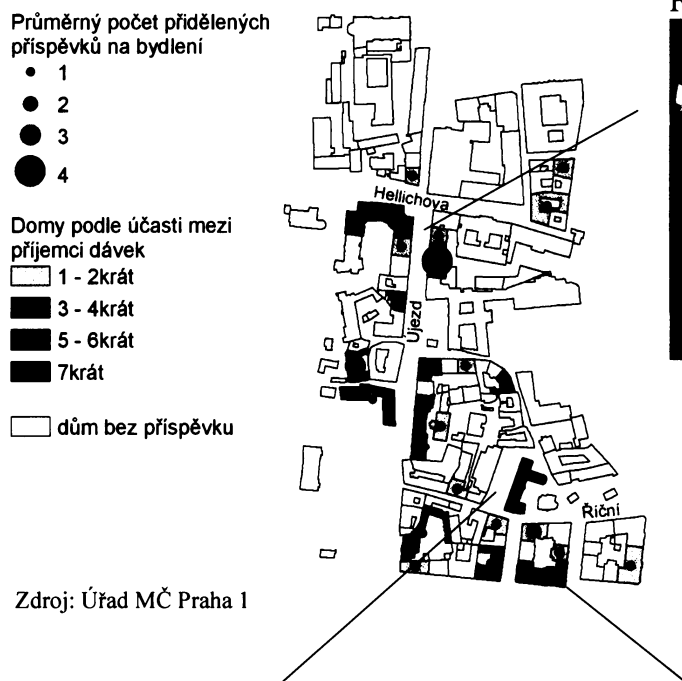 Průměrný počet přidělených
příspěvků na bydlení
1
2
3
4
Domy podle účasti mezi
příjemci dávek
1 - 2krát
3 - 4krát
5 - 6krát
7krát
dům bez příspěvku
Hellichova
Újezd
Říční
Zdroj: Úřad MČ Praha 1